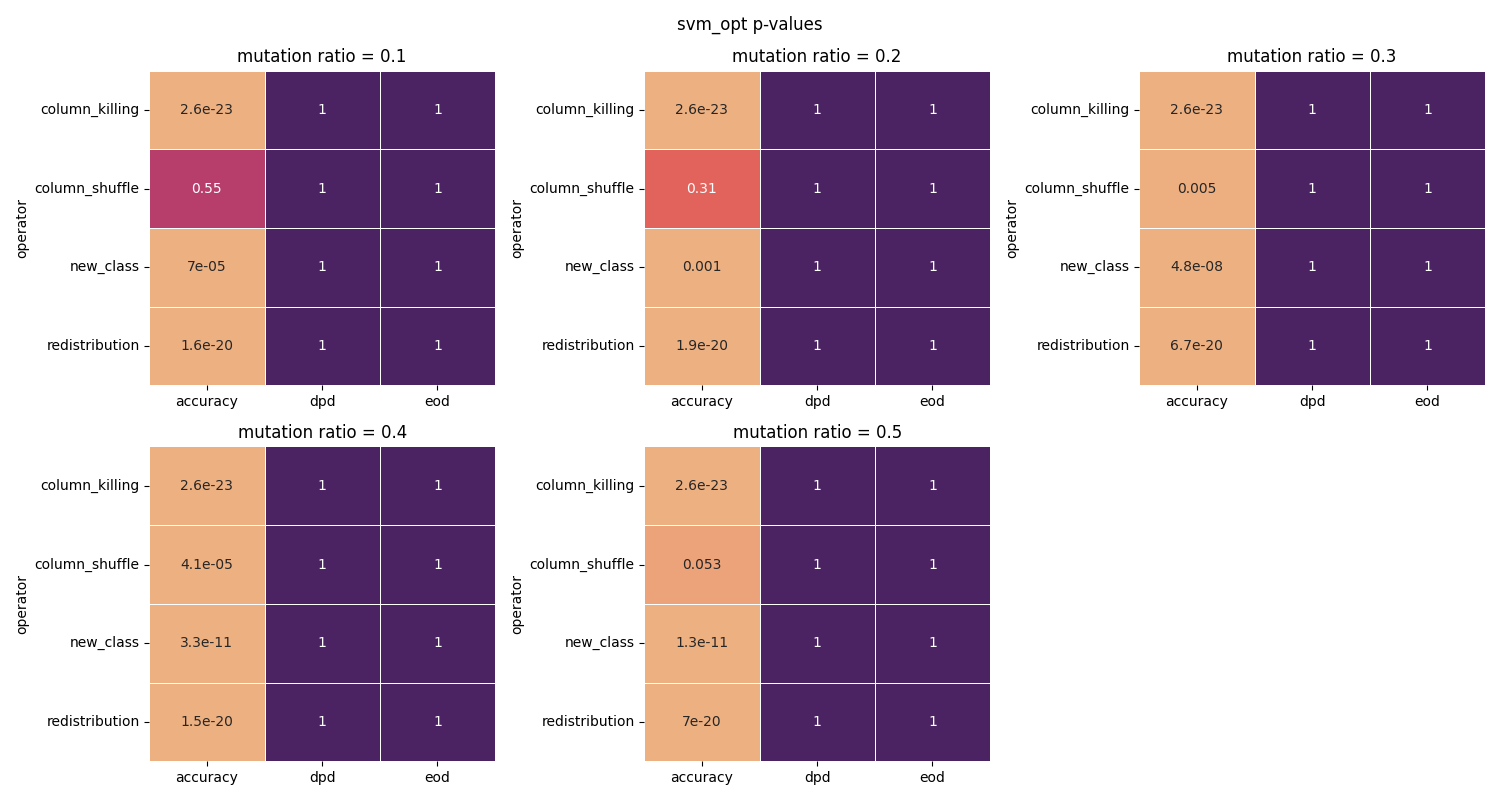 svm_opt p-values
mutation ratio = 0.1
column_killing 2.6e-23 1 1
column_shuffle 0.55 1 1
new_class 7e-05 1 1
redistribution 1.6e-20 1 1
operator
accuracy dpd eod
mutation ratio = 0.2
column_killing 2.6e-23 1 1
column_shuffle 0.31 1 1
new_class 0.001 1 1
redistribution 1.9e-20 1 1
operator
accuracy dpd eod
mutation ratio = 0.3
column_killing 2.6e-23 1 1
column_shuffle 0.005 1 1
new_class 4.8e-08 1 1
redistribution 6.7e-20 1 1
operator
accuracy dpd eod
mutation ratio = 0.4
column_killing 2.6e-23 1 1
column_shuffle 4.1e-05 1 1
new_class 3.3e-11 1 1
redistribution 1.5e-20 1 1
operator
accuracy dpd eod
mutation ratio = 0.5
column_killing 2.6e-23 1 1
column_shuffle 0.053 1 1
new_class 1.3e-11 1 1
redistribution 7e-20 1 1
operator
accuracy dpd eod